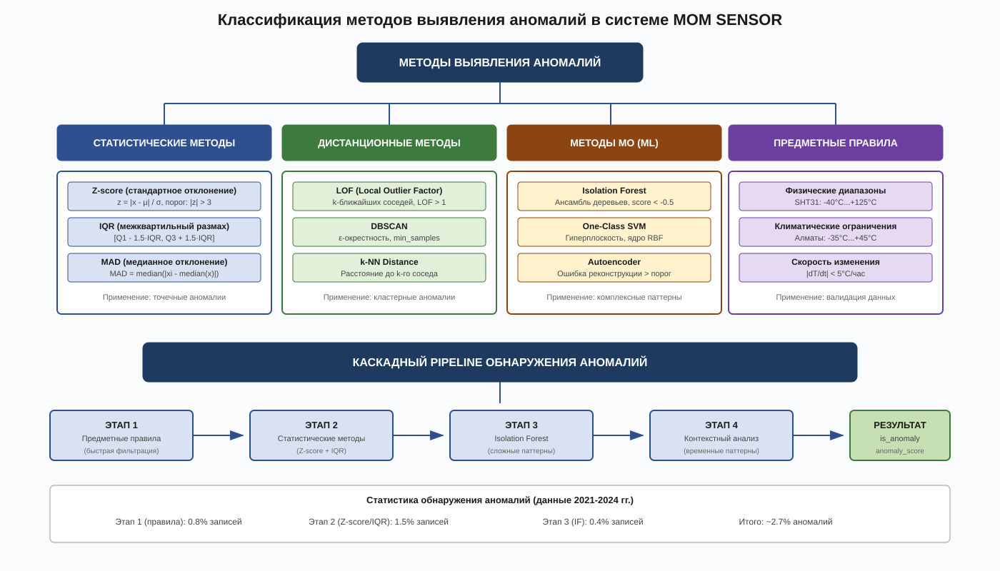 Классификация методов выявления аномалий в системе MOM SENSOR
МЕТОДЫ ВЫЯВЛЕНИЯ АНОМАЛИЙ
СТАТИСТИЧЕСКИЕ МЕТОДЫ
Z-score (стандартное отклонение)
z = |x - μ| / σ, порог: |z| > 3
IQR (межквартильный размах)
[Q1 - 1.5·IQR, Q3 + 1.5·IQR]
MAD (медианное отклонение)
MAD = median(|xi - median(x)|)
Применение: точечные аномалии
ДИСТАНЦИОННЫЕ МЕТОДЫ
LOF (Local Outlier Factor)
k-ближайших соседей, LOF > 1
DBSCAN
ε-окрестность, min_samples
k-NN Distance
Расстояние до k-го соседа
Применение: кластерные аномалии
МЕТОДЫ МО (ML)
Isolation Forest
Ансамбль деревьев, score < -0.5
One-Class SVM
Гиперплоскость, ядро RBF
Autoencoder
Ошибка реконструкции > порог
Применение: комплексные паттерны
ПРЕДМЕТНЫЕ ПРАВИЛА
Физические диапазоны
SHT31: -40°C...+125°C
Климатические ограничения
Алматы: -35°C...+45°C
Скорость изменения
|dT/dt| < 5°C/час
Применение: валидация данных
КАСКАДНЫЙ PIPELINE ОБНАРУЖЕНИЯ АНОМАЛИЙ
ЭТАП 1
Предметные правила
(быстрая фильтрация)
ЭТАП 2
Статистические методы
(Z-score + IQR)
ЭТАП 3
Isolation Forest
(сложные паттерны)
ЭТАП 4
Контекстный анализ
(временные паттерны)
РЕЗУЛЬТАТ
is_anomaly
anomaly_score
Статистика обнаружения аномалий (данные 2021-2024 гг.)
Этап 1 (правила): 0.8% записей
Этап 2 (Z-score/IQR): 1.5% записей
Этап 3 (IF): 0.4% записей
Итого: ~2.7% аномалий